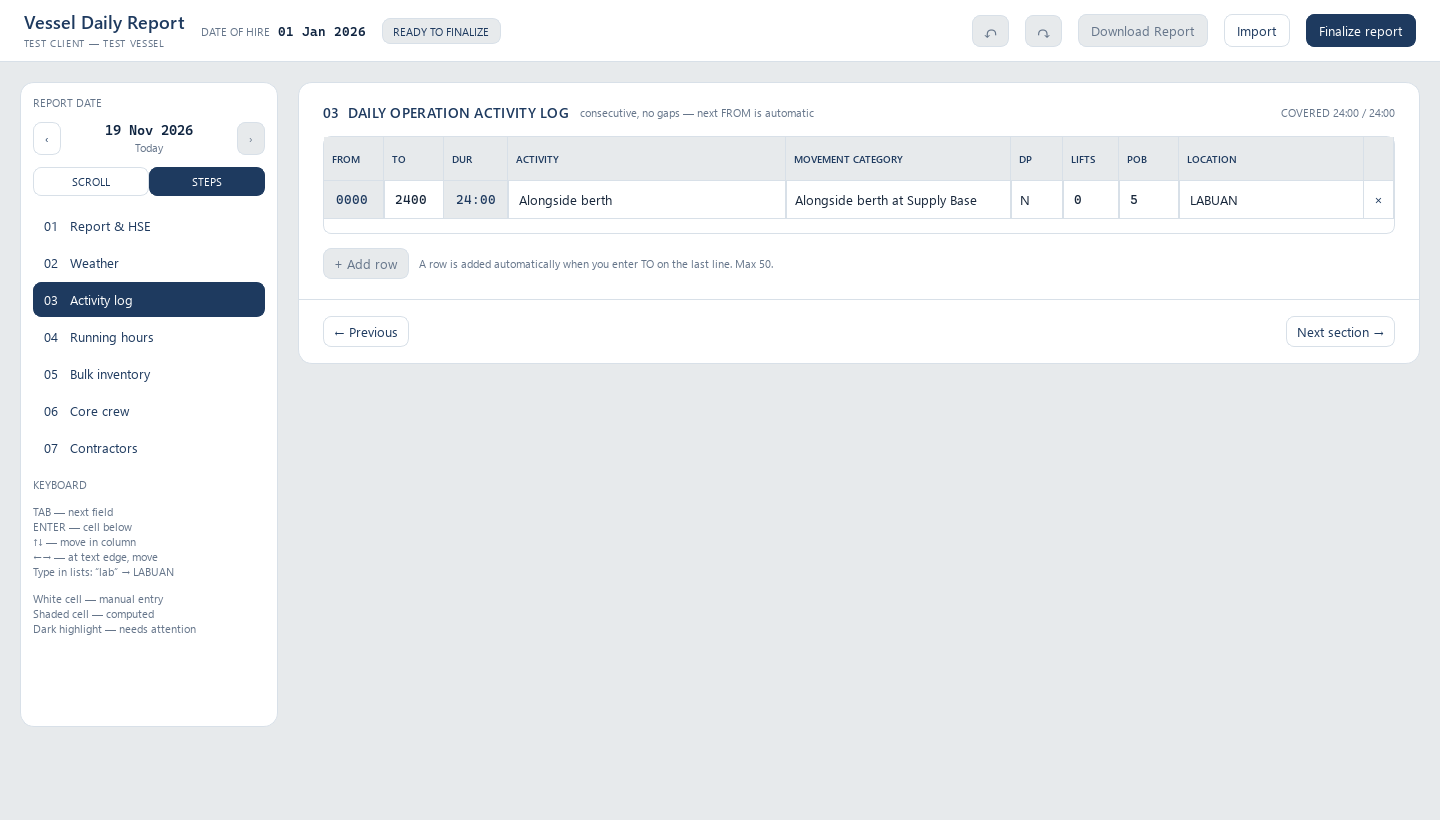 Vessel Daily Report
TEST CLIENT — TEST VESSEL
DATE OF HIRE 01 Jan 2026
READY TO FINALIZE
Download Report
Import
Finalize report
REPORT DATE
‹
19 Nov 2026
Today
›
SCROLL
STEPS
01 Report & HSE
02 Weather
03 Activity log
04 Running hours
05 Bulk inventory
06 Core crew
07 Contractors
KEYBOARD
TAB — next field
ENTER — cell below
↑↓ — move in column
←→ — at text edge, move
Type in lists: “lab” → LABUAN
White cell — manual entry
Shaded cell — computed
Dark highlight — needs attention
03 DAILY OPERATION ACTIVITY LOG consecutive, no gaps — next FROM is automatic
COVERED 24:00 / 24:00
FROM TO DUR ACTIVITY MOVEMENT CATEGORY DP LIFTS POB LOCATION
0000 2400 24:00 Alongside berth Alongside berth at Supply Base N 0 5 LABUAN ×
+ Add row
A row is added automatically when you enter TO on the last line. Max 50.
← Previous
Next section →